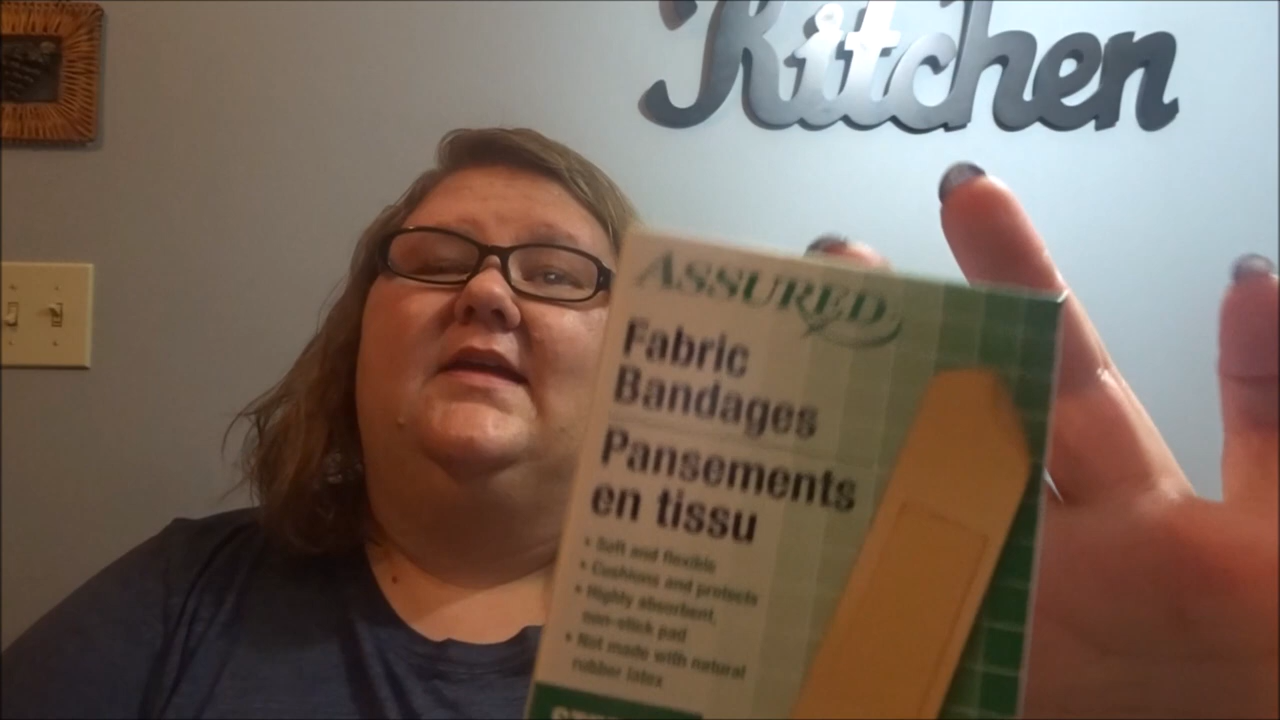 Kitchen
ASSURED
Fabric
Bandages
Pansements
en tissu
• Soft and flexible
• Cushions and protects
• Highly absorbent,
non-stick pad
• Not made with natural
rubber latex